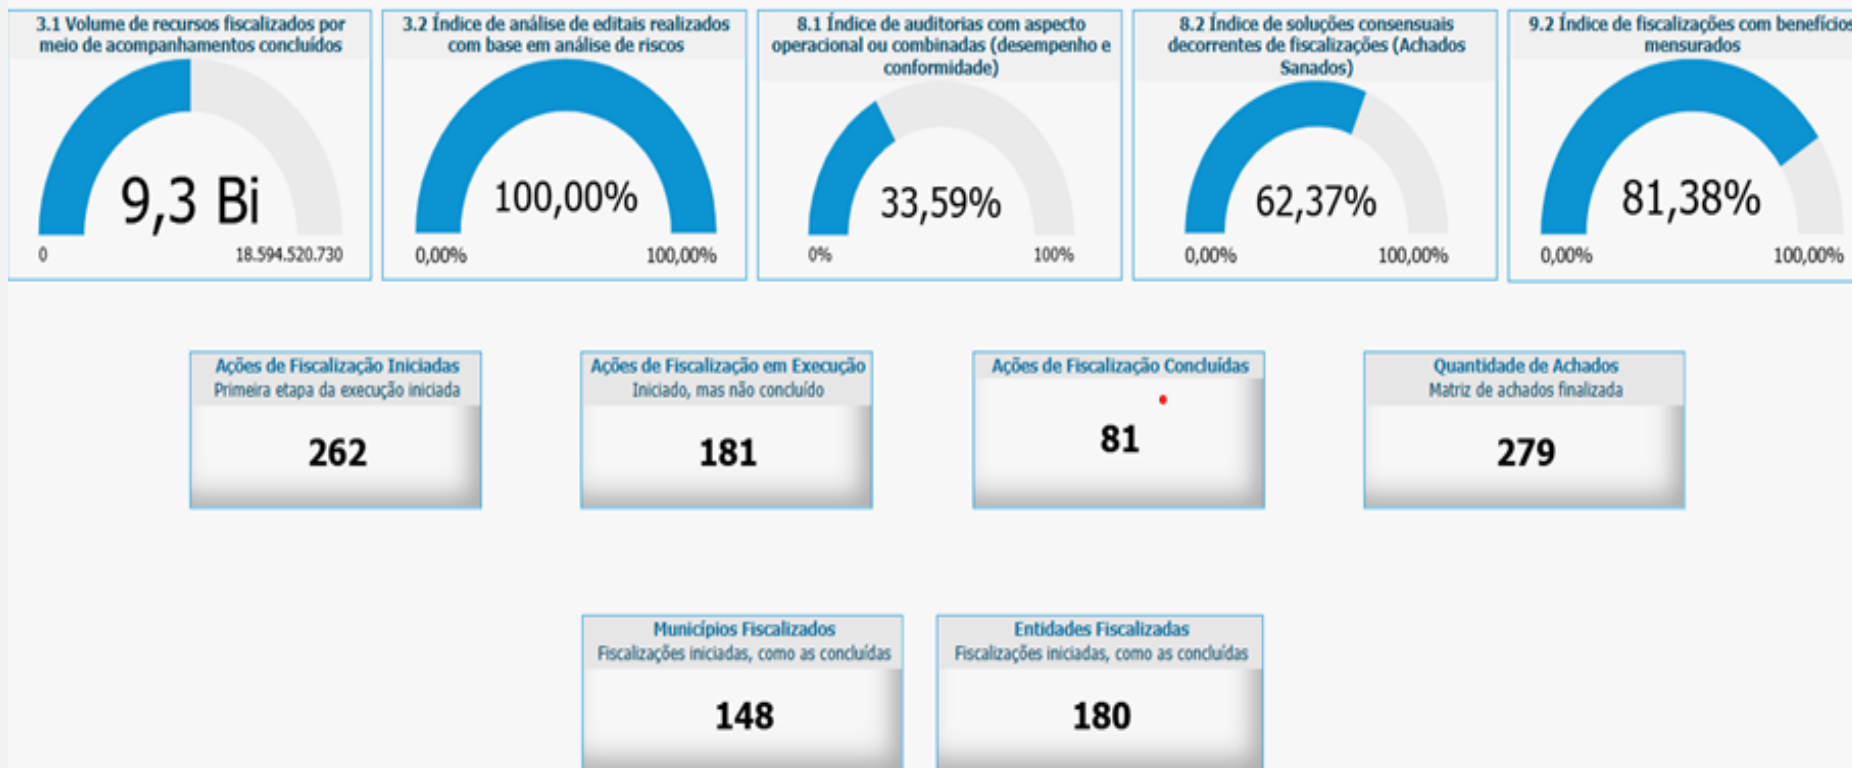 3.1 Volume de recursos fiscalizados por
meio de acompanhamentos concluídos
9,3 Bi
0
18.594.520.730
3.2 Índice de análise de editais realizados
com base em análise de riscos
100,00%
0,00%
100,00%
8.1 Índice de auditorias com aspecto
operacional ou combinadas (desempenho e
conformidade)
33,59%
0%
100%
8.2 Índice de soluções consensuais
decorrentes de fiscalizações (Achados
Sanados)
62,37%
0,00%
100,00%
9.2 Índice de fiscalizações com benefícios
mensurados
81,38%
0,00%
100,00%
Ações de Fiscalização Iniciadas
Primeira etapa da execução iniciada
262
Ações de Fiscalização em Execução
Iniciado, mas não concluído
181
Ações de Fiscalização Concluídas
81
Quantidade de Achados
Matriz de achados finalizada
279
Municípios Fiscalizados
Fiscalizações iniciadas, como as concluídas
148
Entidades Fiscalizadas
Fiscalizações iniciadas, como as concluídas
180